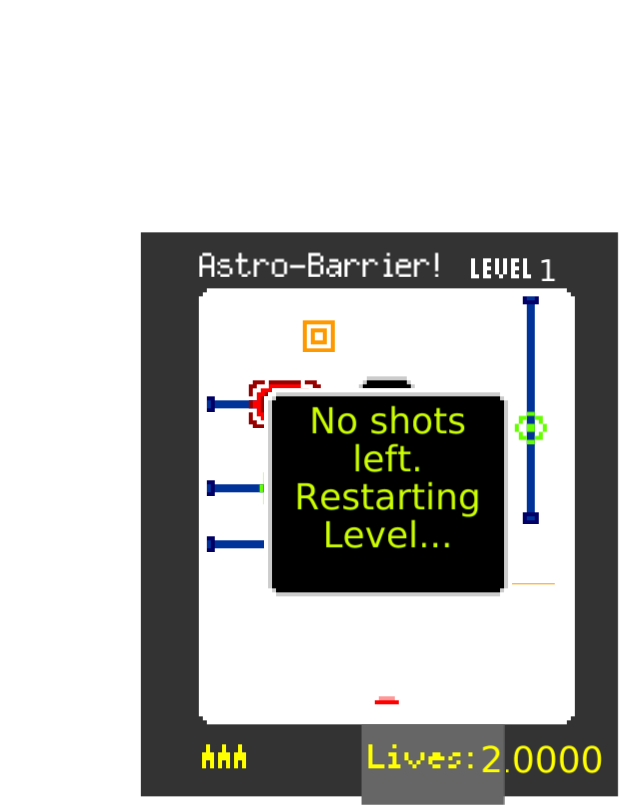 Astro-Barrier! LEVEL 1
No shots
left.
Restarting
Level...
Lives:2.0000